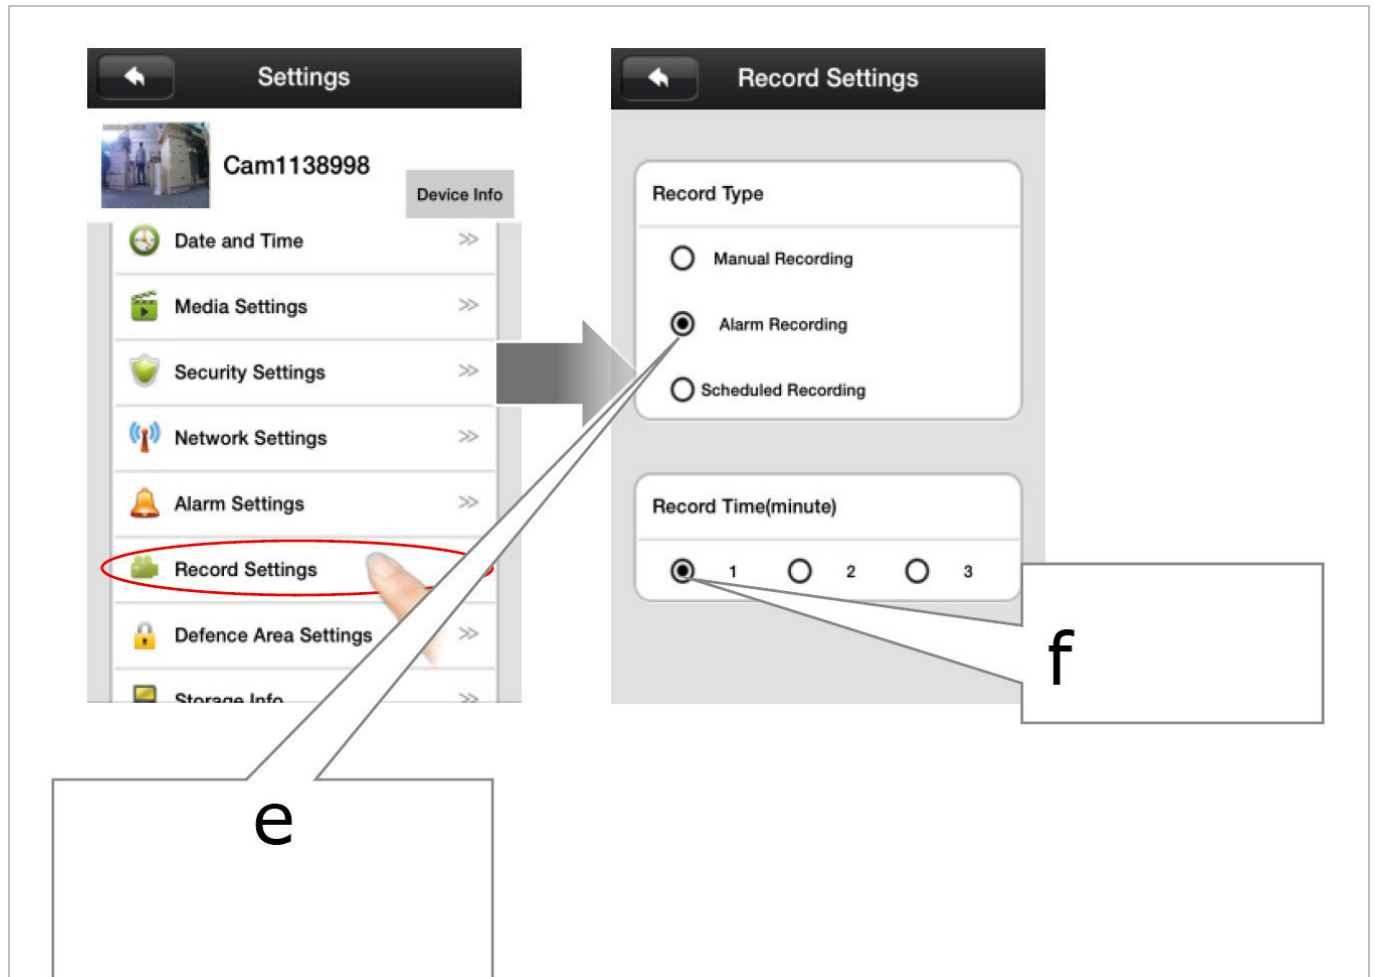 Settings
Cam1138998
Device Info
Date and Time
Media Settings
Security Settings
Network Settings
Alarm Settings
Record Settings
Defence Area Settings
Storage Info
Record Settings
Record Type
Manual Recording
Alarm Recording
Scheduled Recording
Record Time(minute)
1 2 3
f
e